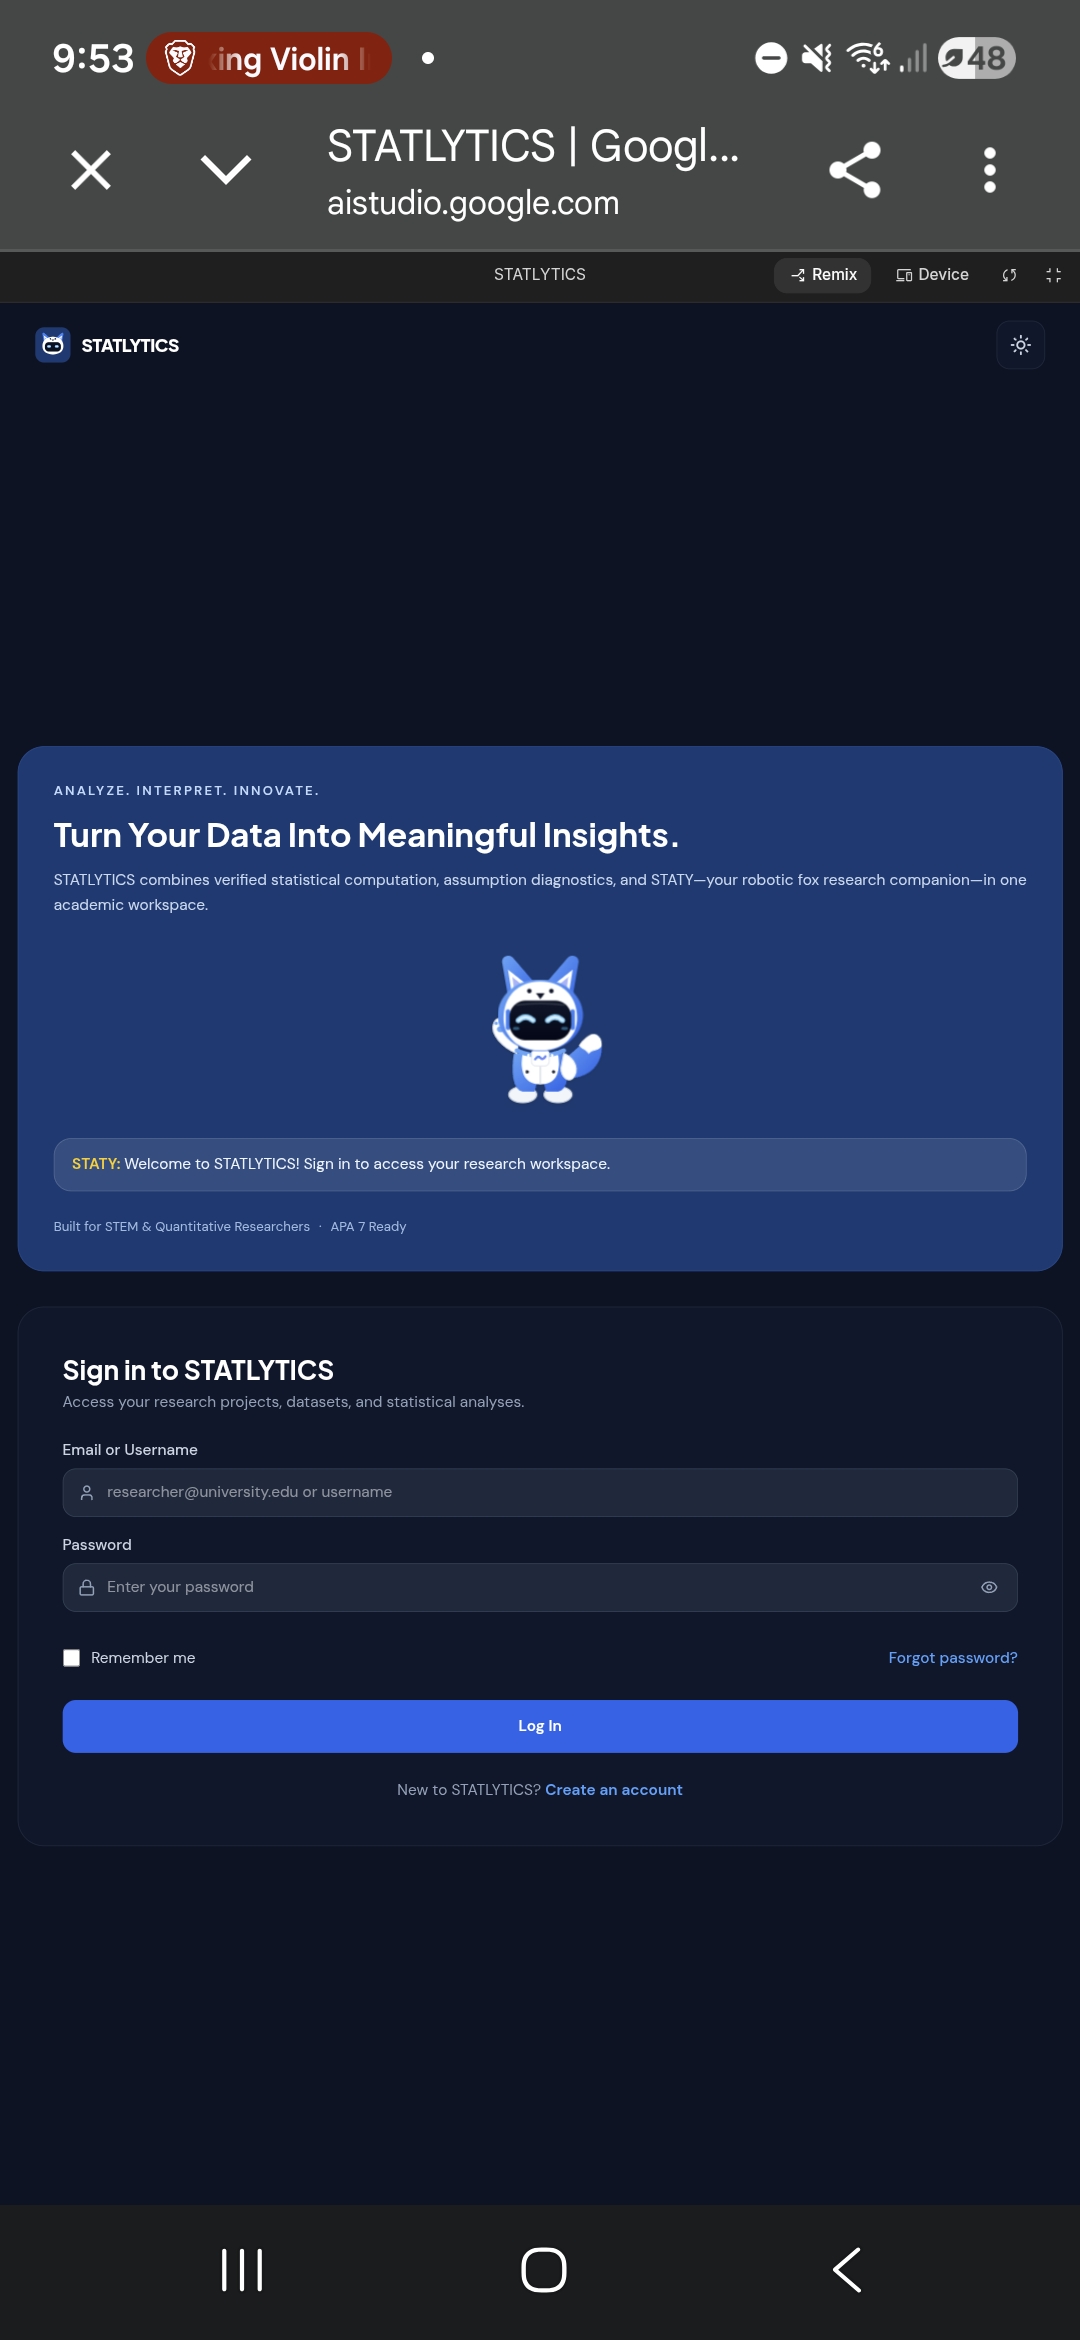 9:53
king Violin
6
48
STATLYTICS | Googl...
aistudio.google.com
STATLYTICS
Remix
Device
STATLYTICS
ANALYZE. INTERPRET. INNOVATE.
Turn Your Data Into Meaningful Insights.
STATLYTICS combines verified statistical computation, assumption diagnostics, and STATY—your robotic fox research companion—in one
academic workspace.
STATY: Welcome to STATLYTICS! Sign in to access your research workspace.
Built for STEM & Quantitative Researchers · APA 7 Ready
Sign in to STATLYTICS
Access your research projects, datasets, and statistical analyses.
Email or Username
researcher@university.edu or username
Password
Enter your password
Remember me
Forgot password?
Log In
New to STATLYTICS? Create an account